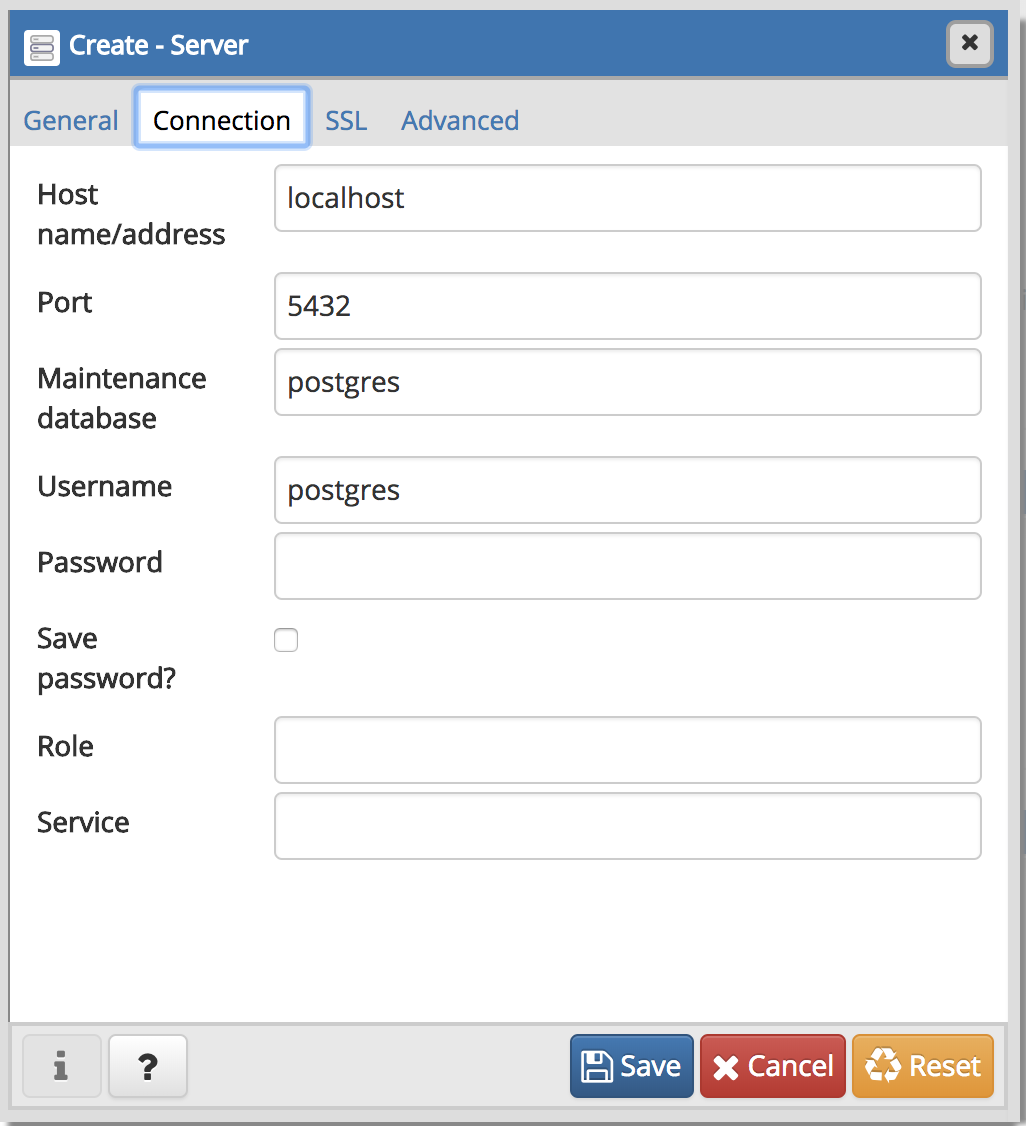 Create - Server
General Connection SSL Advanced
Host
name/address
localhost
Port
5432
Maintenance
database
postgres
Username
postgres
Password
Save
password?
Role
Service
? Save Cancel Reset